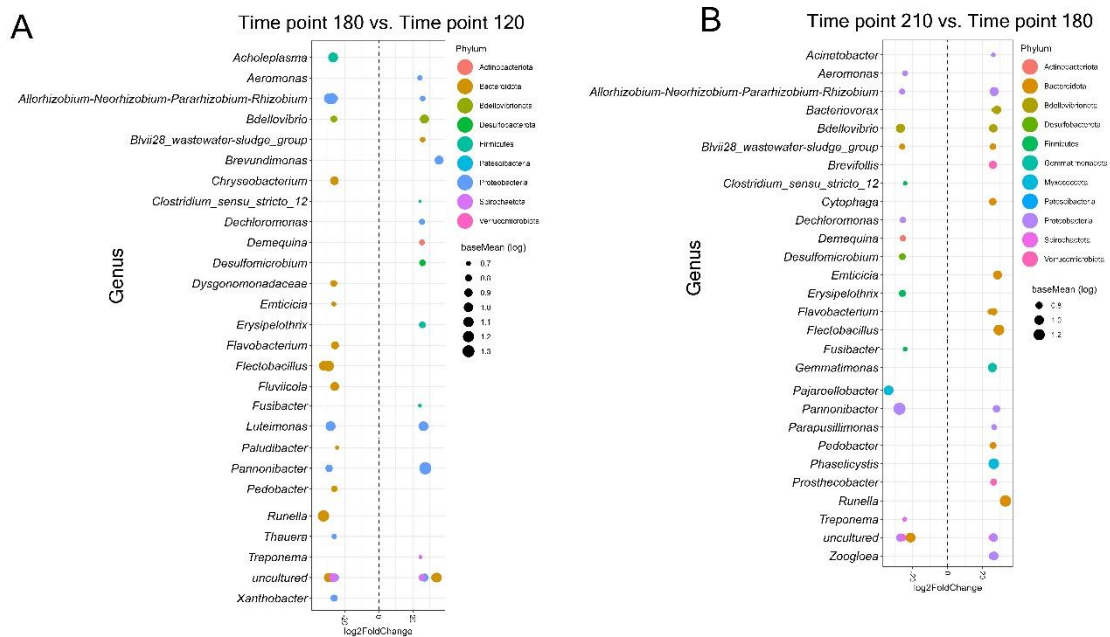 A
Time point 180 vs. Time point 120
Genus
Acholeplasma
Aeromonas
Allorhizobium-Neorhizobium-Pararhizobium-Rhizobium
Bdellovibrio
Blvii28_wastewater-sludge_group
Brevundimonas
Chryseobacterium
Clostridium_sensu_stricto_12
Dechloromonas
Demequina
Desulfomicrobium
Dysgonomonadaceae
Emticicia
Erysipelothrix
Flavobacterium
Flectobacillus
Fluviicola
Fusibacter
Luteimonas
Paludibacter
Pannonibacter
Pedobacter
Runella
Thauera
Treponema
uncultured
Xanthobacter
0
log2FoldChange
Phylum
Actinobacteriota
Bacteroidota
Bdellovibrionota
Desulfobacterota
Firmicutes
Patescibacteria
Proteobacteria
Spirochaetota
Verrucomicrobiota
baseMean (log)
0.7
0.8
0.9
1.0
1.1
1.2
1.3
B
Time point 210 vs. Time point 180
Genus
Acinetobacter
Aeromonas
Allorhizobium-Neorhizobium-Pararhizobium-Rhizobium
Bacteriovorax
Bdellovibrio
Blvii28_wastewater-sludge_group
Brevifollis
Clostridium_sensu_stricto_12
Cytophaga
Dechloromonas
Demequina
Desulfomicrobium
Emticicia
Erysipelothrix
Flavobacterium
Flectobacillus
Fusibacter
Gemmatimonas
Pajaroellobacter
Pannonibacter
Parapusillimonas
Pedobacter
Phaselicystis
Prosthecobacter
Runella
Treponema
uncultured
Zoogloea
0
log2FoldChange
Phylum
Actinobacteriota
Bacteroidota
Bdellovibrionota
Desulfobacterota
Firmicutes
Gemmatimonadota
Myxococcota
Patescibacteria
Proteobacteria
Spirochaetota
Verrucomicrobiota
baseMean (log)
1.0
1.2